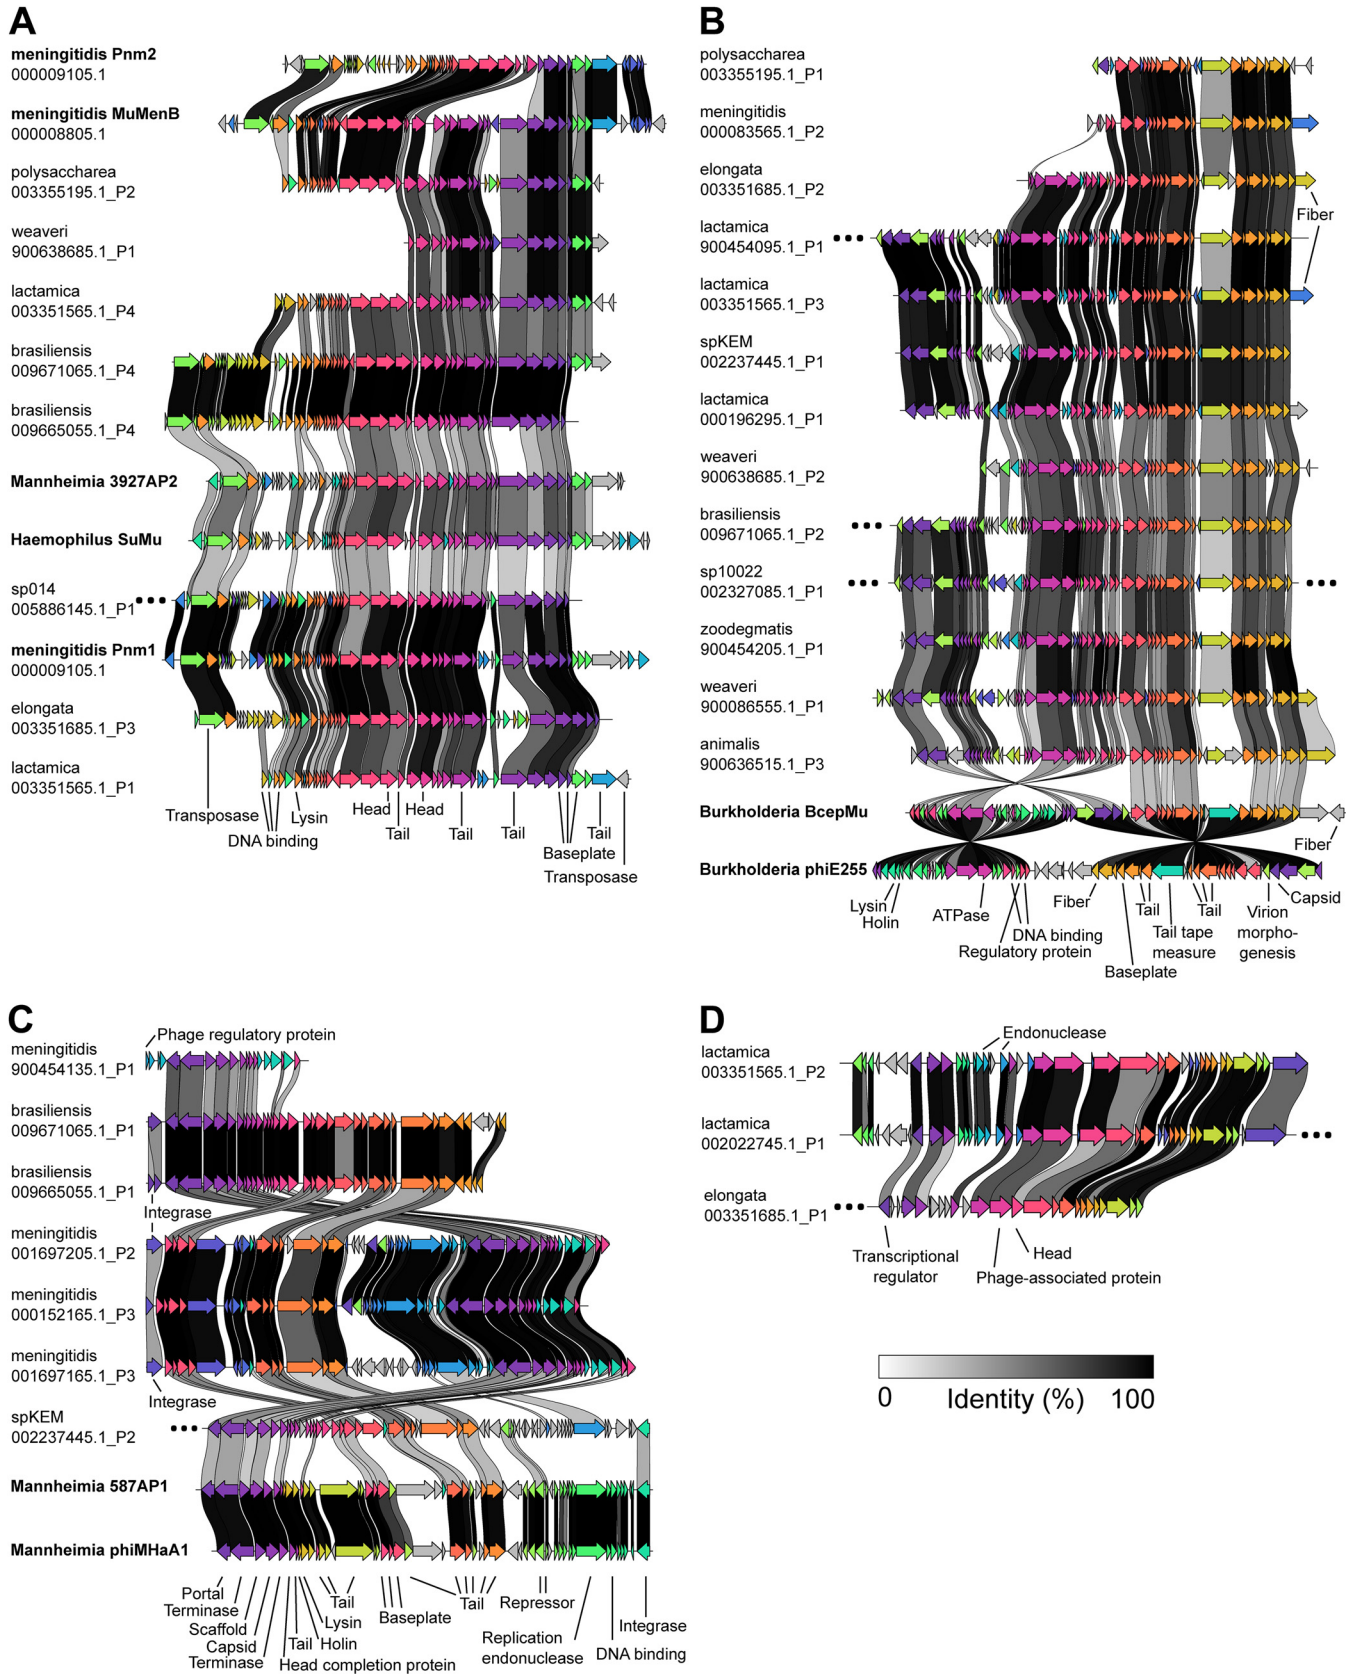 A
meningitidis Pnm2
000009105.1
meningitidis MuMenB
000008805.1
polysaccharea
003355195.1_P2
weaveri
900638685.1_P1
lactamica
003351565.1_P4
brasiliensis
009671065.1_P4
brasiliensis
009665055.1_P4
Mannheimia 3927AP2
Haemophilus SuMu
sp014
005886145.1_P1
meningitidis Pnm1
000009105.1
elongata
003351685.1_P3
lactamica
003351565.1_P1
Transposase
DNA binding
Lysin
Head
Tail
Head
Tail
Tail
Baseplate
Tail
Transposase
B
polysaccharea
003355195.1_P1
meningitidis
000083565.1_P2
elongata
003351685.1_P2
Fiber
lactamica
900454095.1_P1
lactamica
003351565.1_P3
spKEM
002237445.1_P1
lactamica
000196295.1_P1
weaveri
900638685.1_P2
brasiliensis
009671065.1_P2
sp10022
002327085.1_P1
zoodegmatis
900454205.1_P1
weaveri
900086555.1_P1
animalis
900636515.1_P3
Burkholderia BcepMu
Fiber
Burkholderia phiE255
Lysin
Holin
ATPase
Regulatory protein
DNA binding
Fiber
Baseplate
Tail
Tail tape
measure
Tail
Virion
morpho-
genesis
Capsid
C
Phage regulatory protein
meningitidis
900454135.1_P1
brasiliensis
009671065.1_P1
brasiliensis
009665055.1_P1
Integrase
meningitidis
001697205.1_P2
meningitidis
000152165.1_P3
meningitidis
001697165.1_P3
Integrase
spKEM
002237445.1_P2
Mannheimia 587AP1
Mannheimia phiMHaA1
Portal
Terminase
Scaffold
Capsid
Terminase
Head completion protein
Tail
Holin
Lysin
Tail
Baseplate
Tail
Repressor
Replication
endonuclease
DNA binding
Integrase
D
Endonuclease
lactamica
003351565.1_P2
lactamica
002022745.1_P1
elongata
003351685.1_P1
Transcriptional
regulator
Head
Phage-associated protein
0 Identity (%) 100